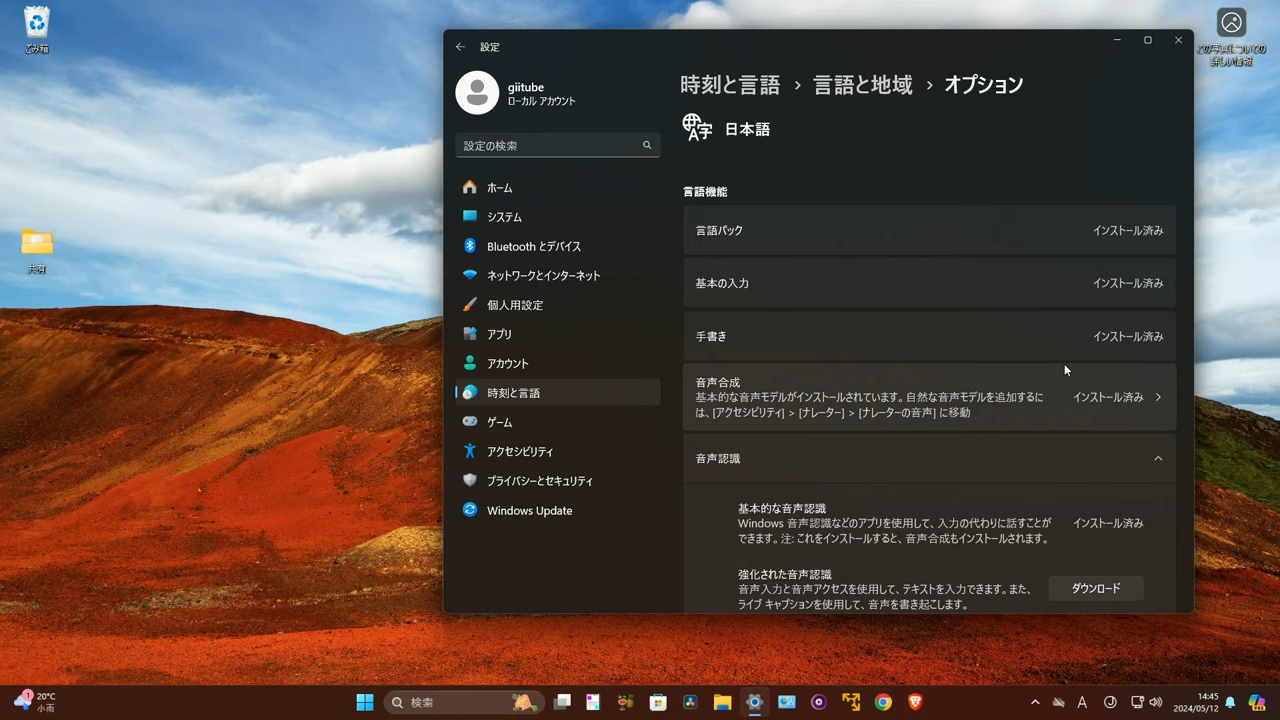 ごみ箱
この写真についての
詳しい情報
共有
設定
giitube
ローカル アカウント
設定の検索
ホーム
システム
Bluetooth とデバイス
ネットワークとインターネット
個人用設定
アプリ
アカウント
時刻と言語
ゲーム
アクセシビリティ
プライバシーとセキュリティ
Windows Update
時刻と言語 › 言語と地域 › オプション
日本語
言語機能
言語パック
インストール済み
基本の入力
インストール済み
手書き
インストール済み
音声合成
基本的な音声モデルがインストールされています。自然な音声モデルを追加するに
は、[アクセシビリティ] > [ナレーター] > [ナレーターの音声] に移動
インストール済み
音声認識
基本的な音声認識
Windows 音声認識などのアプリを使用して、入力の代わりに話すことが
できます。注: これをインストールすると、音声合成もインストールされます。
インストール済み
強化された音声認識
音声入力と音声アクセスを使用して、テキストを入力できます。また、
ライブ キャプションを使用して、音声を書き起こします。
ダウンロード
1
20°C
小雨
検索
A
14:45
2024/05/12